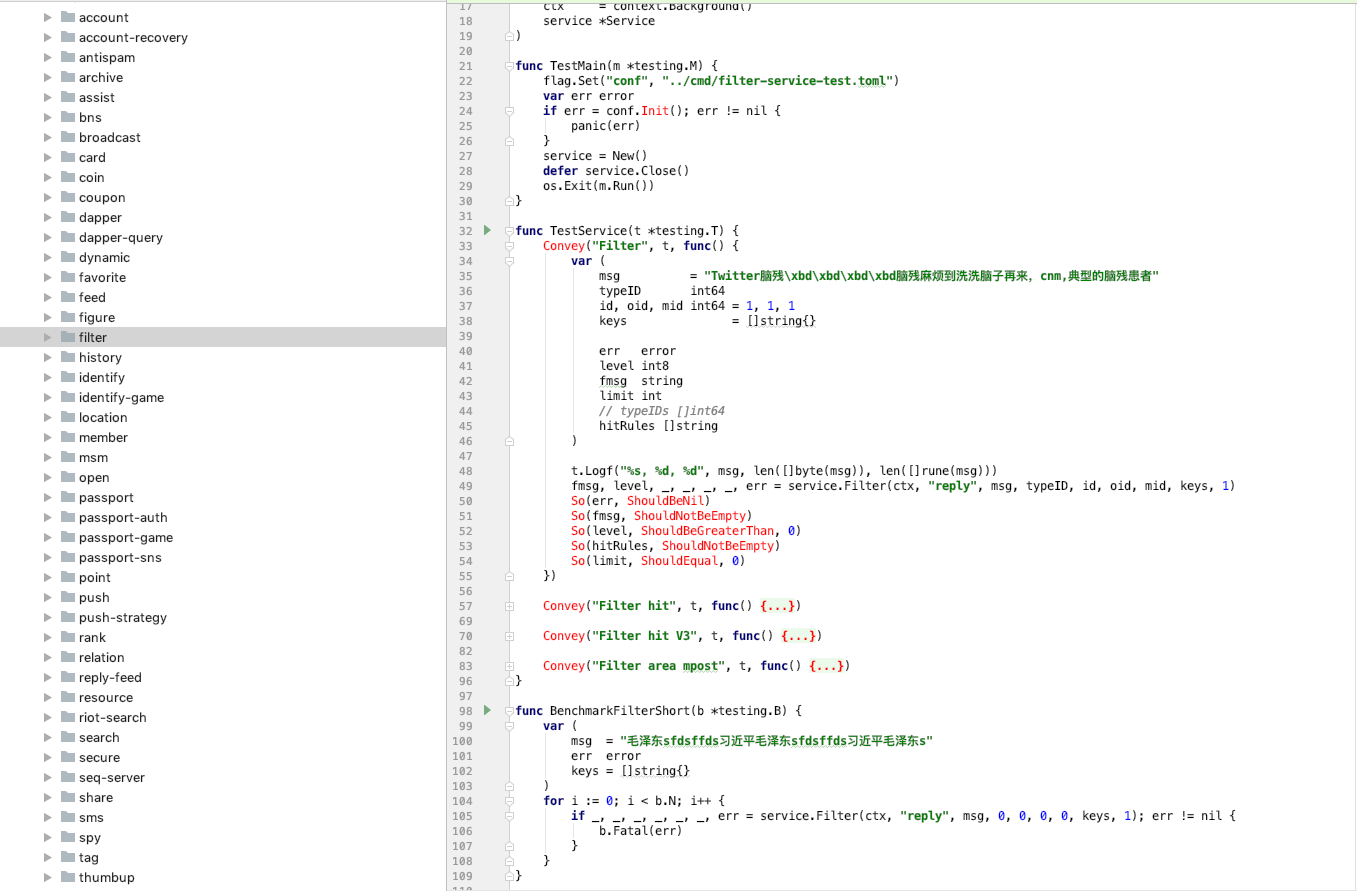 account
account-recovery
antispam
archive
assist
bns
broadcast
card
coin
coupon
dapper
dapper-query
dynamic
favorite
feed
figure
filter
history
identify
identify-game
location
member
msm
open
passport
passport-auth
passport-game
passport-sns
point
push
push-strategy
rank
relation
reply-feed
resource
riot-search
search
secure
seq-server
share
sms
spy
tag
thumbup
17 ctx     = context.Background()
18 service *Service
19 )
20
21 func TestMain(m *testing.M) {
22 flag.Set("conf", "../cmd/filter-service-test.toml")
23 var err error
24 if err = conf.Init(); err != nil {
25 panic(err)
26 }
27 service = New()
28 defer service.Close()
29 os.Exit(m.Run())
30 }
31
32 func TestService(t *testing.T) {
33 Convey("Filter", t, func() {
34 var (
35 msg          = "Twitter脑残\xbd\xbd\xbd\xbd脑残麻烦到洗洗脑子再来，cnm,典型的脑残患者"
36 typeID       int64
37 id, oid, mid int64 = 1, 1, 1
38 keys               = []string{}
39
40 err   error
41 level int8
42 fmsg  string
43 limit int
44 // typeIDs []int64
45 hitRules []string
46 )
47
48 t.Logf("%s, %d, %d", msg, len([]byte(msg)), len([]rune(msg)))
49 fmsg, level, _, _, _, _, err = service.Filter(ctx, "reply", msg, typeID, id, oid, mid, keys, 1)
50 So(err, ShouldBeNil)
51 So(fmsg, ShouldNotBeEmpty)
52 So(level, ShouldBeGreaterThan, 0)
53 So(hitRules, ShouldNotBeEmpty)
54 So(limit, ShouldEqual, 0)
55 })
56
57 Convey("Filter hit", t, func() {...})
69
70 Convey("Filter hit V3", t, func() {...})
82
83 Convey("Filter area mpost", t, func() {...})
96 }
97
98 func BenchmarkFilterShort(b *testing.B) {
99 var (
100 msg  = "毛泽东sfdsffds习近平毛泽东sfdsffds习近平毛泽东s"
101 err  error
102 keys = []string{}
103 )
104 for i := 0; i < b.N; i++ {
105 if _, _, _, _, _, _, err = service.Filter(ctx, "reply", msg, 0, 0, 0, 0, keys, 1); err != nil {
106 b.Fatal(err)
107 }
108 }
109 }
110